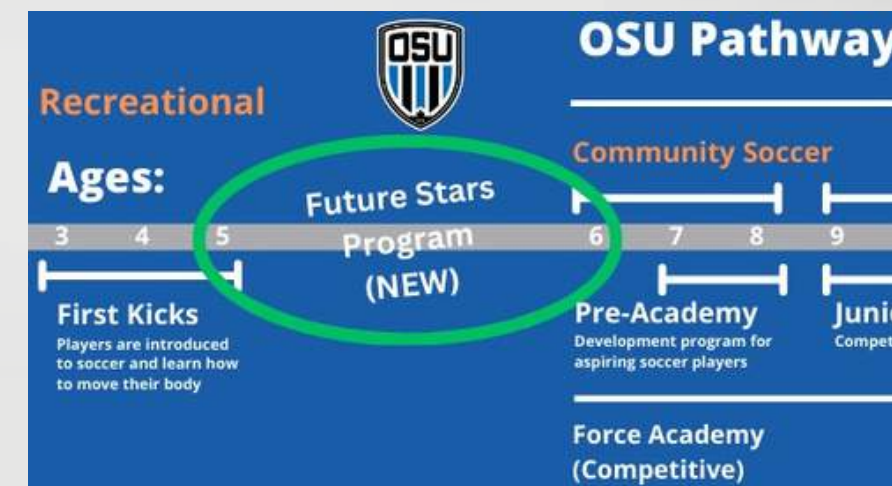 OSU
OSU Pathway
Recreational
Community Soccer
Ages:
Future Stars
Program
(NEW)
3 4 5 6 7 8 9
First Kicks
Players are introduced
to soccer and learn how
to move their body
Pre-Academy
Development program for
aspiring soccer players
Force Academy
(Competitive)